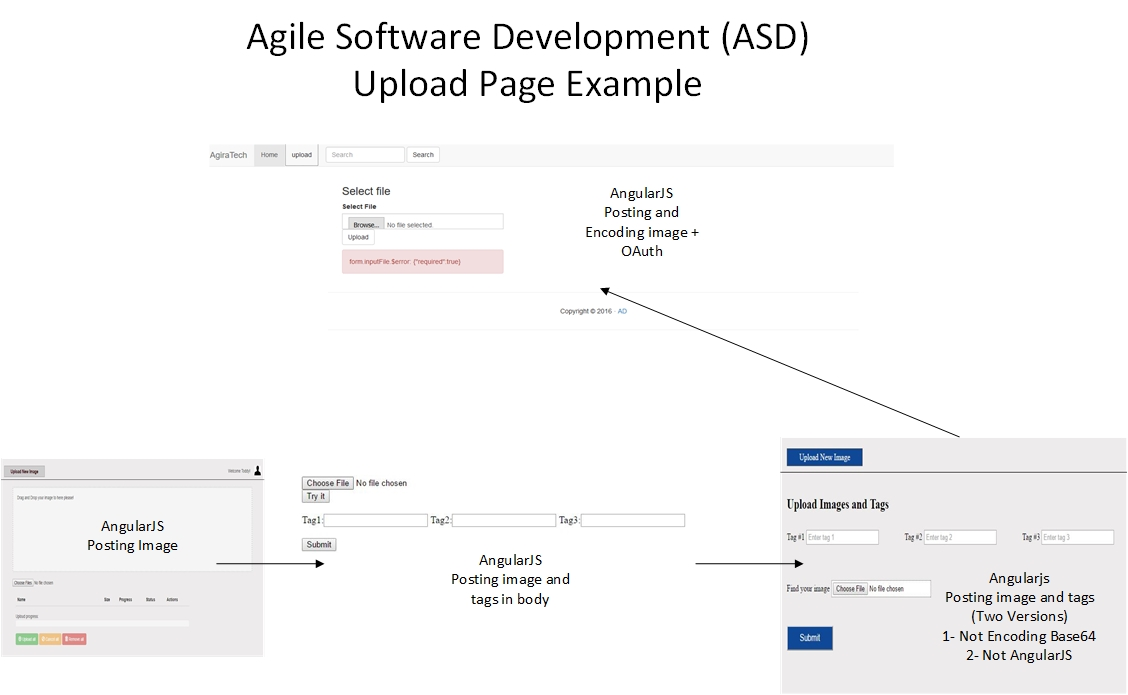 Agile Software Development (ASD)
Upload Page Example
AgiraTech Home upload Search Search
Select file
Select File
Browse... No file selected.
Upload
form.inputFile.$error: {"required":true}
AngularJS
Posting and
Encoding image +
OAuth
Copyright © 2016 - AD
Upload New Image
Welcome Teddy!
Drag and Drop your image to here please!
AngularJS
Posting Image
Choose Files No file chosen
Name Size Progress Status Actions
Upload progress:
Upload all Cancel all Remove all
Choose File No file chosen
Try it
Tag1: Tag2: Tag3:
Submit
AngularJS
Posting image and
tags in body
Upload New Image
Upload Images and Tags
Tag #1 Enter tag 1 Tag #2 Enter tag 2 Tag #3 Enter tag 3
Find your image Choose File No file chosen
Submit
Angularjs
Posting image and tags
(Two Versions)
1- Not Encoding Base64
2- Not AngularJS